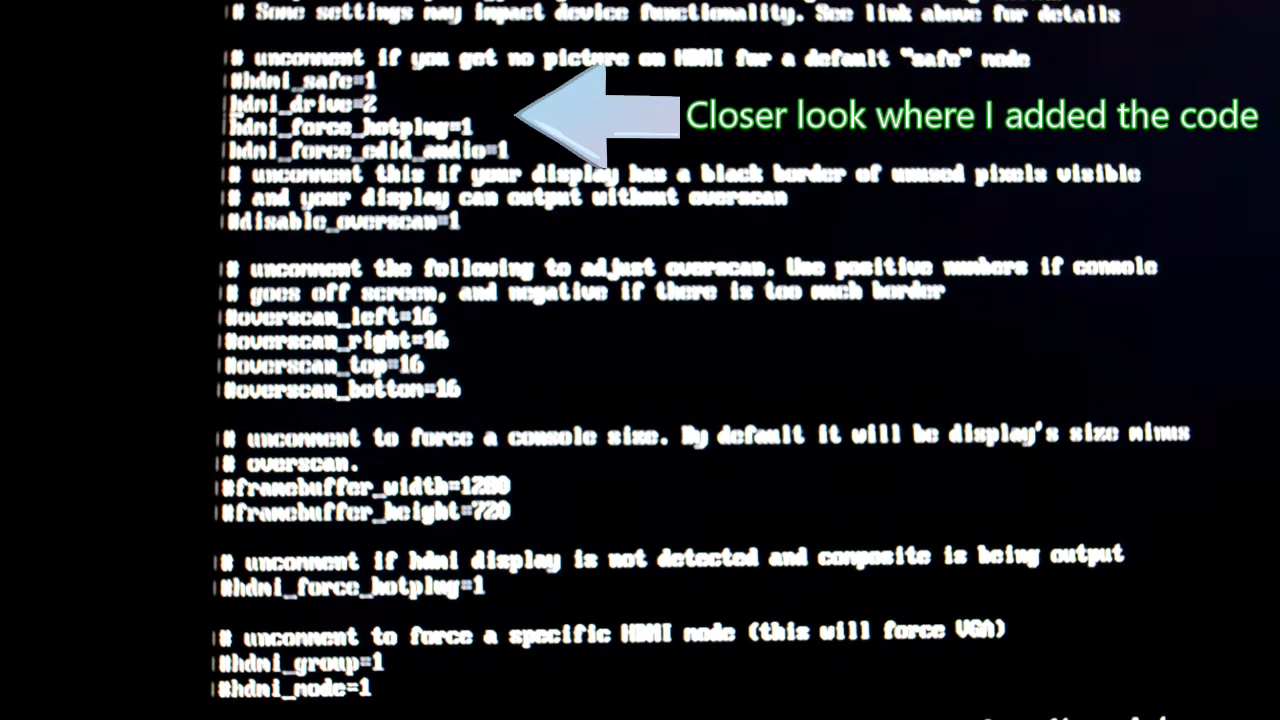 # Some settings may impact device functionality. See link above for details
# uncomment if you get no picture on HDMI for a default "safe" mode
#hdmi_safe=1
hdmi_drive=2
hdmi_force_hotplug=1
hdmi_force_edid_audio=1
Closer look where I added the code
# uncomment this if your display has a black border of unused pixels visible
# and your display can output without overscan
#disable_overscan=1
# uncomment the following to adjust overscan. Use positive numbers if console
# goes off screen, and negative if there is too much border
#overscan_left=16
#overscan_right=16
#overscan_top=16
#overscan_bottom=16
# uncomment to force a console size. By default it will be display's size minus
# overscan.
#framebuffer_width=1280
#framebuffer_height=720
# uncomment if hdmi display is not detected and composite is being output
#hdmi_force_hotplug=1
# uncomment to force a specific HDMI mode (this will force VGA)
#hdmi_group=1
#hdmi_mode=1